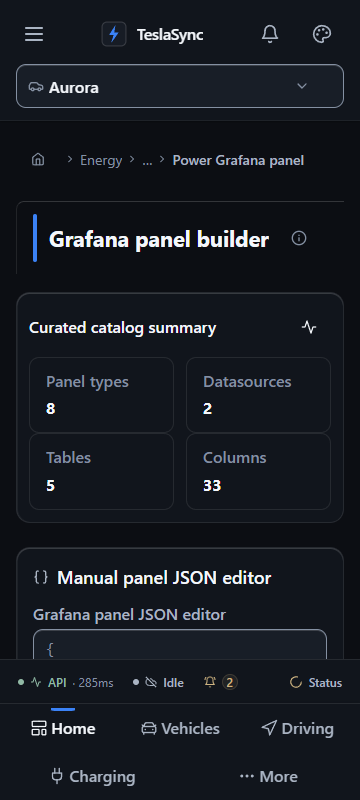 TeslaSync
Aurora
Energy ... Power Grafana panel
Grafana panel builder
Curated catalog summary
Panel types Datasources
8 2
Tables Columns
5 33
{} Manual panel JSON editor
Grafana panel JSON editor
{
API · 285ms Idle 2 Status
Home Vehicles Driving
Charging ... More